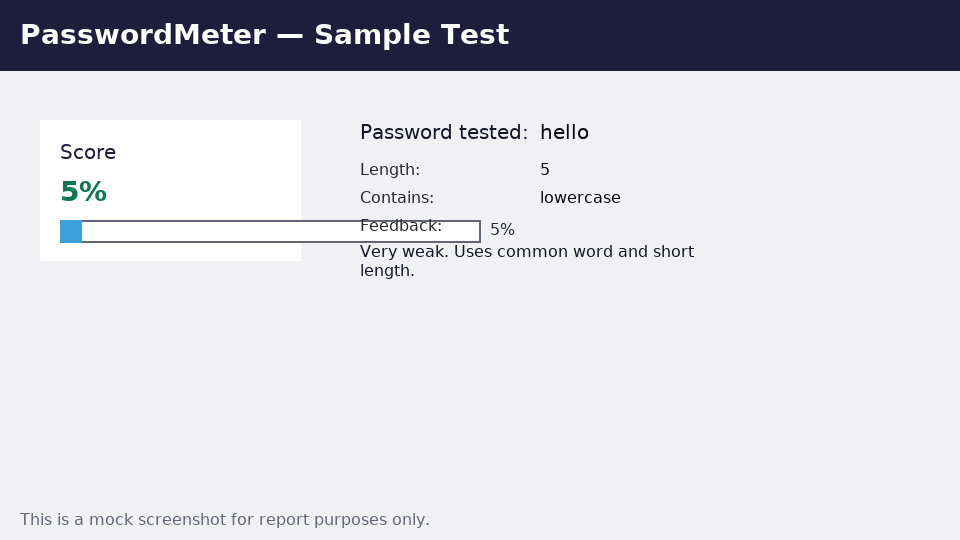 PasswordMeter — Sample Test
Score
5%
5%
Password tested: hello
Length: 5
Contains: lowercase
Feedback:
Very weak. Uses common word and short
length.
This is a mock screenshot for report purposes only.